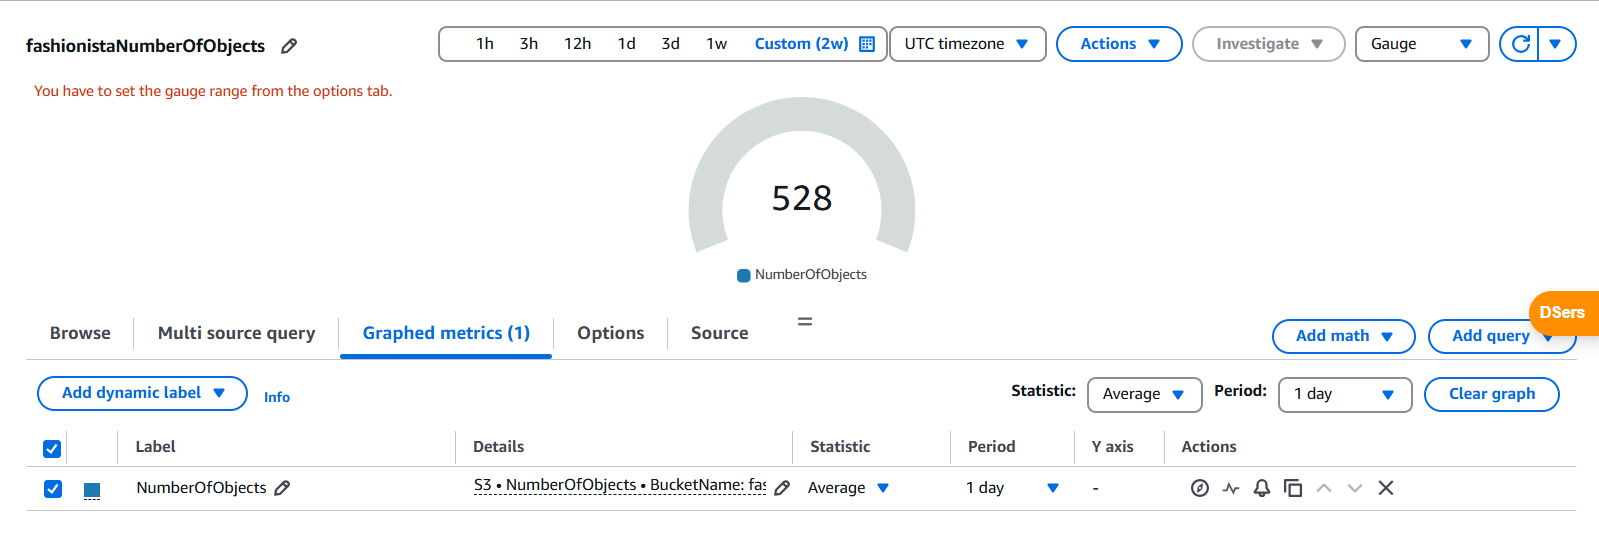 fashionistaNumberOfObjects
1h 3h 12h 1d 3d 1w Custom (2w) UTC timezone Actions Investigate Gauge
You have to set the gauge range from the options tab.
528
NumberOfObjects
Browse Multi source query Graphed metrics (1) Options Source =
DSers
Add math Add query
Add dynamic label Info Statistic: Average Period: 1 day Clear graph
Label Details Statistic Period Y axis Actions
NumberOfObjects S3 • NumberOfObjects • BucketName: fas Average 1 day -